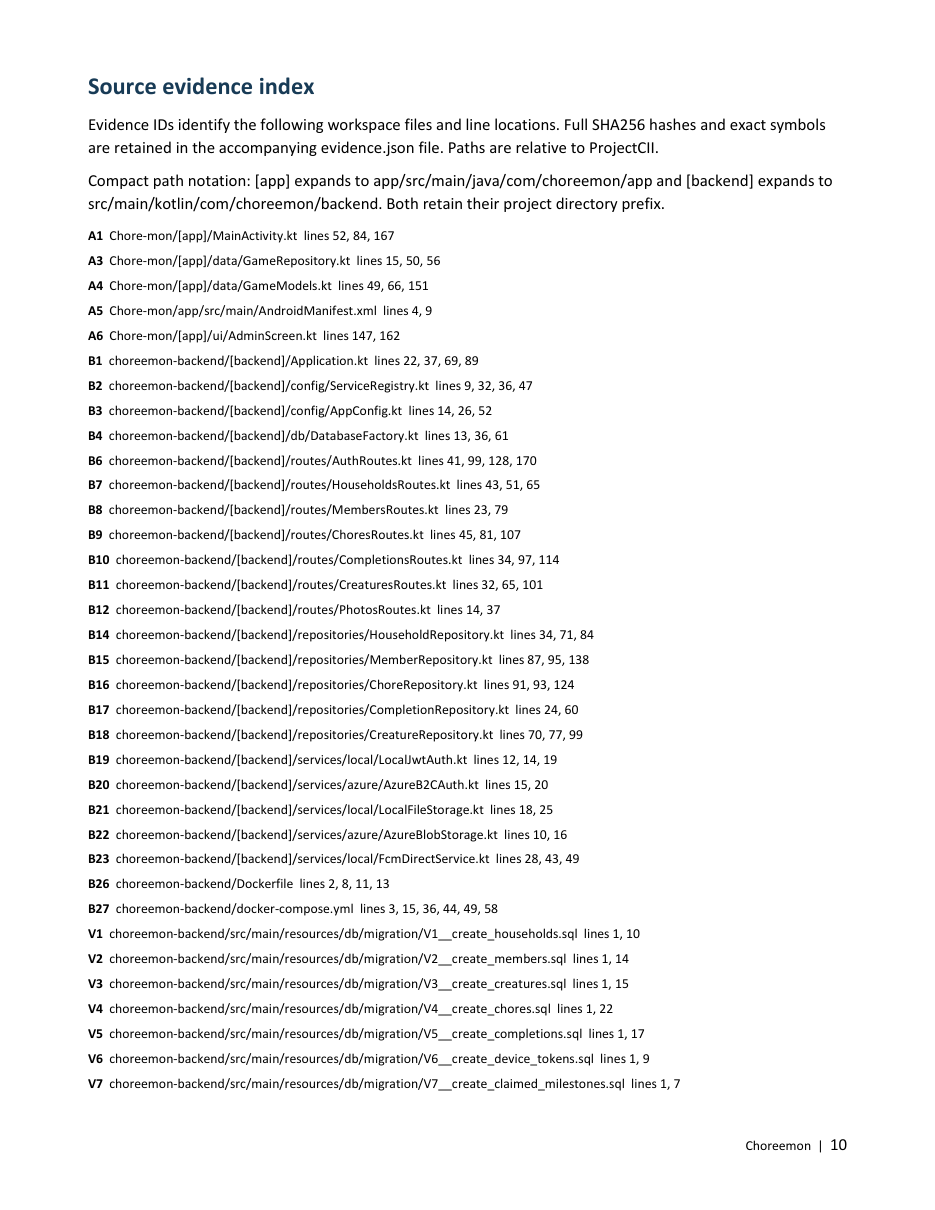 Source evidence index
Evidence IDs identify the following workspace files and line locations. Full SHA256 hashes and exact symbols
are retained in the accompanying evidence.json file. Paths are relative to ProjectCII.
Compact path notation: [app] expands to app/src/main/java/com/choreemon/app and [backend] expands to
src/main/kotlin/com/choreemon/backend. Both retain their project directory prefix.
A1 Chore-mon/[app]/MainActivity.kt lines 52, 84, 167
A3 Chore-mon/[app]/data/GameRepository.kt lines 15, 50, 56
A4 Chore-mon/[app]/data/GameModels.kt lines 49, 66, 151
A5 Chore-mon/app/src/main/AndroidManifest.xml lines 4, 9
A6 Chore-mon/[app]/ui/AdminScreen.kt lines 147, 162
B1 choreemon-backend/[backend]/Application.kt lines 22, 37, 69, 89
B2 choreemon-backend/[backend]/config/ServiceRegistry.kt lines 9, 32, 36, 47
B3 choreemon-backend/[backend]/config/AppConfig.kt lines 14, 26, 52
B4 choreemon-backend/[backend]/db/DatabaseFactory.kt lines 13, 36, 61
B6 choreemon-backend/[backend]/routes/AuthRoutes.kt lines 41, 99, 128, 170
B7 choreemon-backend/[backend]/routes/HouseholdsRoutes.kt lines 43, 51, 65
B8 choreemon-backend/[backend]/routes/MembersRoutes.kt lines 23, 79
B9 choreemon-backend/[backend]/routes/ChoresRoutes.kt lines 45, 81, 107
B10 choreemon-backend/[backend]/routes/CompletionsRoutes.kt lines 34, 97, 114
B11 choreemon-backend/[backend]/routes/CreaturesRoutes.kt lines 32, 65, 101
B12 choreemon-backend/[backend]/routes/PhotosRoutes.kt lines 14, 37
B14 choreemon-backend/[backend]/repositories/HouseholdRepository.kt lines 34, 71, 84
B15 choreemon-backend/[backend]/repositories/MemberRepository.kt lines 87, 95, 138
B16 choreemon-backend/[backend]/repositories/ChoreRepository.kt lines 91, 93, 124
B17 choreemon-backend/[backend]/repositories/CompletionRepository.kt lines 24, 60
B18 choreemon-backend/[backend]/repositories/CreatureRepository.kt lines 70, 77, 99
B19 choreemon-backend/[backend]/services/local/LocalJwtAuth.kt lines 12, 14, 19
B20 choreemon-backend/[backend]/services/azure/AzureB2CAuth.kt lines 15, 20
B21 choreemon-backend/[backend]/services/local/LocalFileStorage.kt lines 18, 25
B22 choreemon-backend/[backend]/services/azure/AzureBlobStorage.kt lines 10, 16
B23 choreemon-backend/[backend]/services/local/FcmDirectService.kt lines 28, 43, 49
B26 choreemon-backend/Dockerfile lines 2, 8, 11, 13
B27 choreemon-backend/docker-compose.yml lines 3, 15, 36, 44, 49, 58
V1 choreemon-backend/src/main/resources/db/migration/V1__create_households.sql lines 1, 10
V2 choreemon-backend/src/main/resources/db/migration/V2__create_members.sql lines 1, 14
V3 choreemon-backend/src/main/resources/db/migration/V3__create_creatures.sql lines 1, 15
V4 choreemon-backend/src/main/resources/db/migration/V4__create_chores.sql lines 1, 22
V5 choreemon-backend/src/main/resources/db/migration/V5__create_completions.sql lines 1, 17
V6 choreemon-backend/src/main/resources/db/migration/V6__create_device_tokens.sql lines 1, 9
V7 choreemon-backend/src/main/resources/db/migration/V7__create_claimed_milestones.sql lines 1, 7
Choreemon | 10